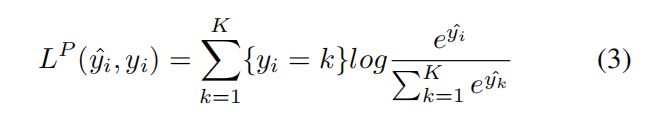 L^P(\hat{y_i}, y_i) = \sum_{k=1}^{K} \{y_i = k\} log \frac{e^{\hat{y_i}}}{\sum_{k=1}^{K} e^{\hat{y_k}}} (3)